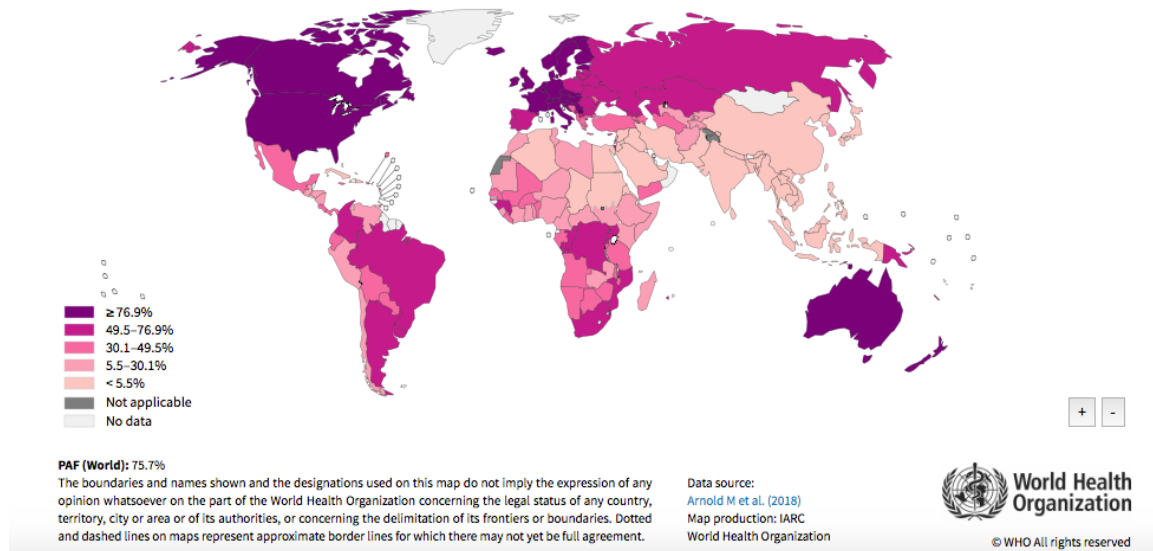 ≥ 76.9%
49.5–76.9%
30.1–49.5%
5.5–30.1%
< 5.5%
Not applicable
No data
+ -
PAF (World): 75.7%
The boundaries and names shown and the designations used on this map do not imply the expression of any
opinion whatsoever on the part of the World Health Organization concerning the legal status of any country,
territory, city or area or of its authorities, or concerning the delimitation of its frontiers or boundaries. Dotted
and dashed lines on maps represent approximate border lines for which there may not yet be full agreement.
Data source:
Arnold M et al. (2018)
Map production: IARC
World Health Organization
World Health
Organization
© WHO All rights reserved